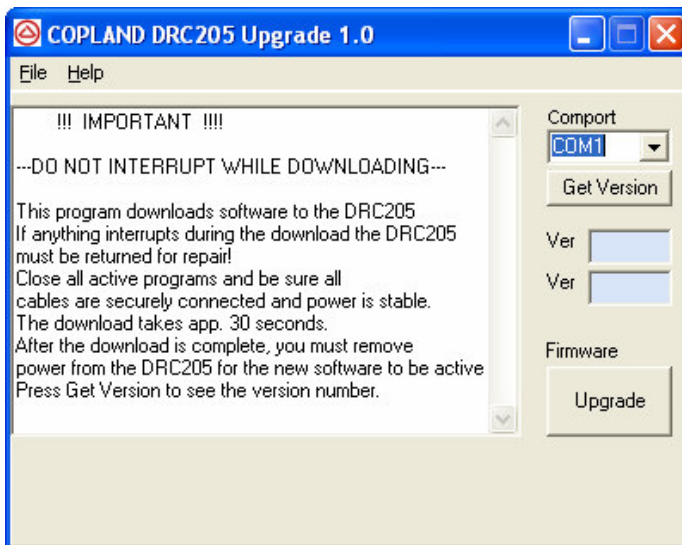 COPLAND DRC205 Upgrade 1.0
File Help
!!! IMPORTANT !!!!
---DO NOT INTERRUPT WHILE DOWNLOADING---
This program downloads software to the DRC205
If anything interrupts during the download the DRC205
must be returned for repair!
Close all active programs and be sure all
cables are securely connected and power is stable.
The download takes app. 30 seconds.
After the download is complete, you must remove
power from the DRC205 for the new software to be active
Press Get Version to see the version number.
Comport
COM1
Get Version
Ver
Ver
Firmware
Upgrade